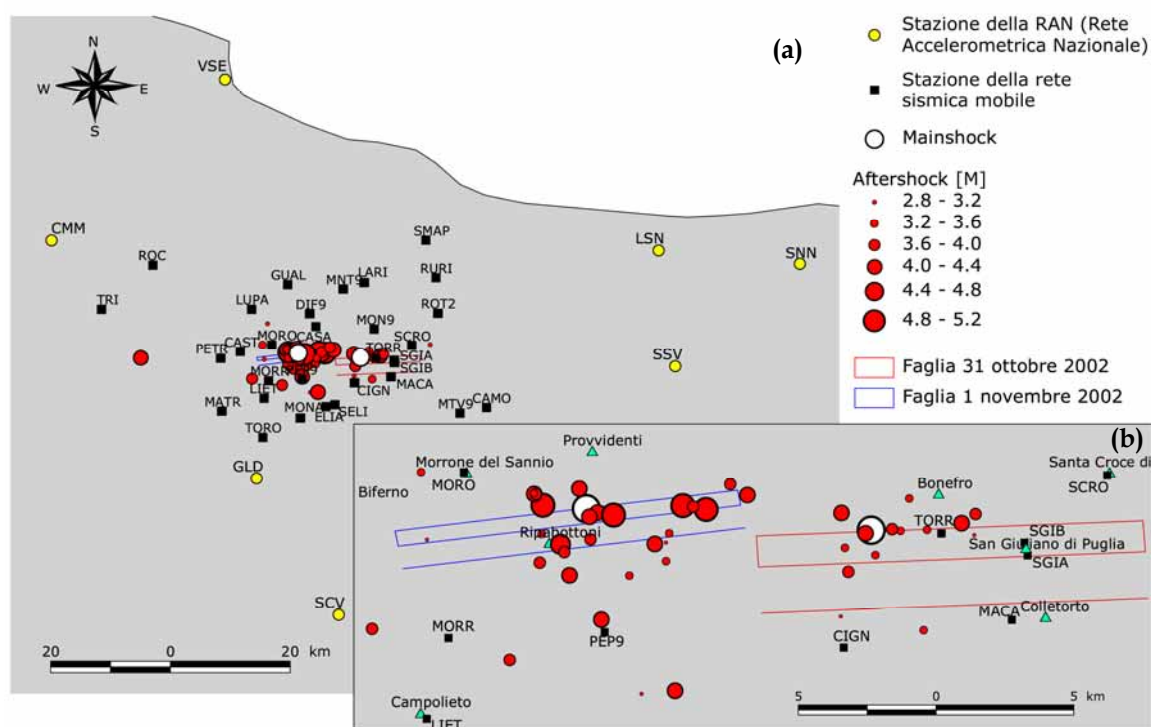 (a)
N
W E
S
VSE
CMM
ROC
TRI
GUAL
SMAP
MNT9
LARI
RURI
LSN
SNN
LUPA
DIF9
ROT2
MON9
MORO
CASA
CAST
PETR
TORR
SCRO
SGIA
SGIB
MORR
MACA
CIGN
LIET
SSV
MATR
MONA
SELI
ELIA
MTV9
CAMO
TORO
GLD
SCV
20 0 20 km
Stazione della RAN (Rete
Accelerometrica Nazionale)
Stazione della rete
sismica mobile
Mainshock
Aftershock [M]
2.8 - 3.2
3.2 - 3.6
3.6 - 4.0
4.0 - 4.4
4.4 - 4.8
4.8 - 5.2
Faglia 31 ottobre 2002
Faglia 1 novembre 2002
(b)
Provvidenti
Morrone del Sannio
MORO
Santa Croce di
SCRO
Biferno
Bonefro
TORR
Ripabottoni
SGIB
San Giuliano di Puglia
SGIA
MACA
Colletorto
MORR
PEP9
CIGN
Campolieto
LIET
5 0 5 km